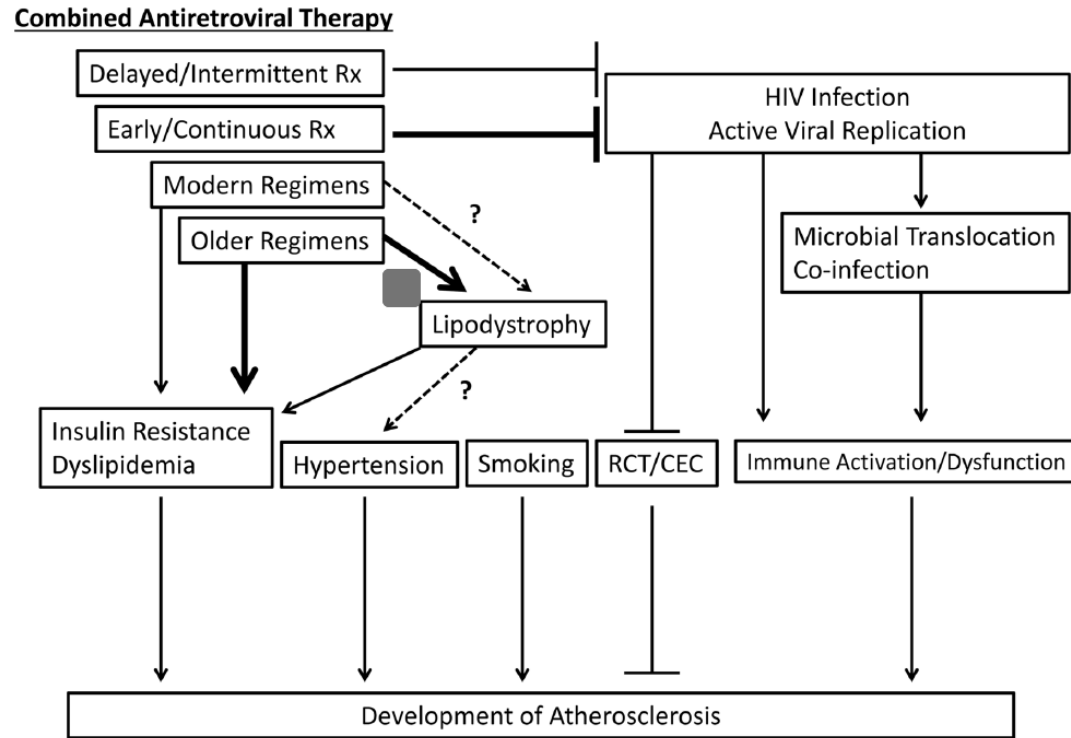 Combined Antiretroviral Therapy
Delayed/Intermittent Rx
Early/Continuous Rx
HIV Infection
Active Viral Replication
Modern Regimens
?
Older Regimens
Microbial Translocation
Co-infection
Lipodystrophy
?
Insulin Resistance
Dyslipidemia
Hypertension
Smoking
RCT/CEC
Immune Activation/Dysfunction
Development of Atherosclerosis